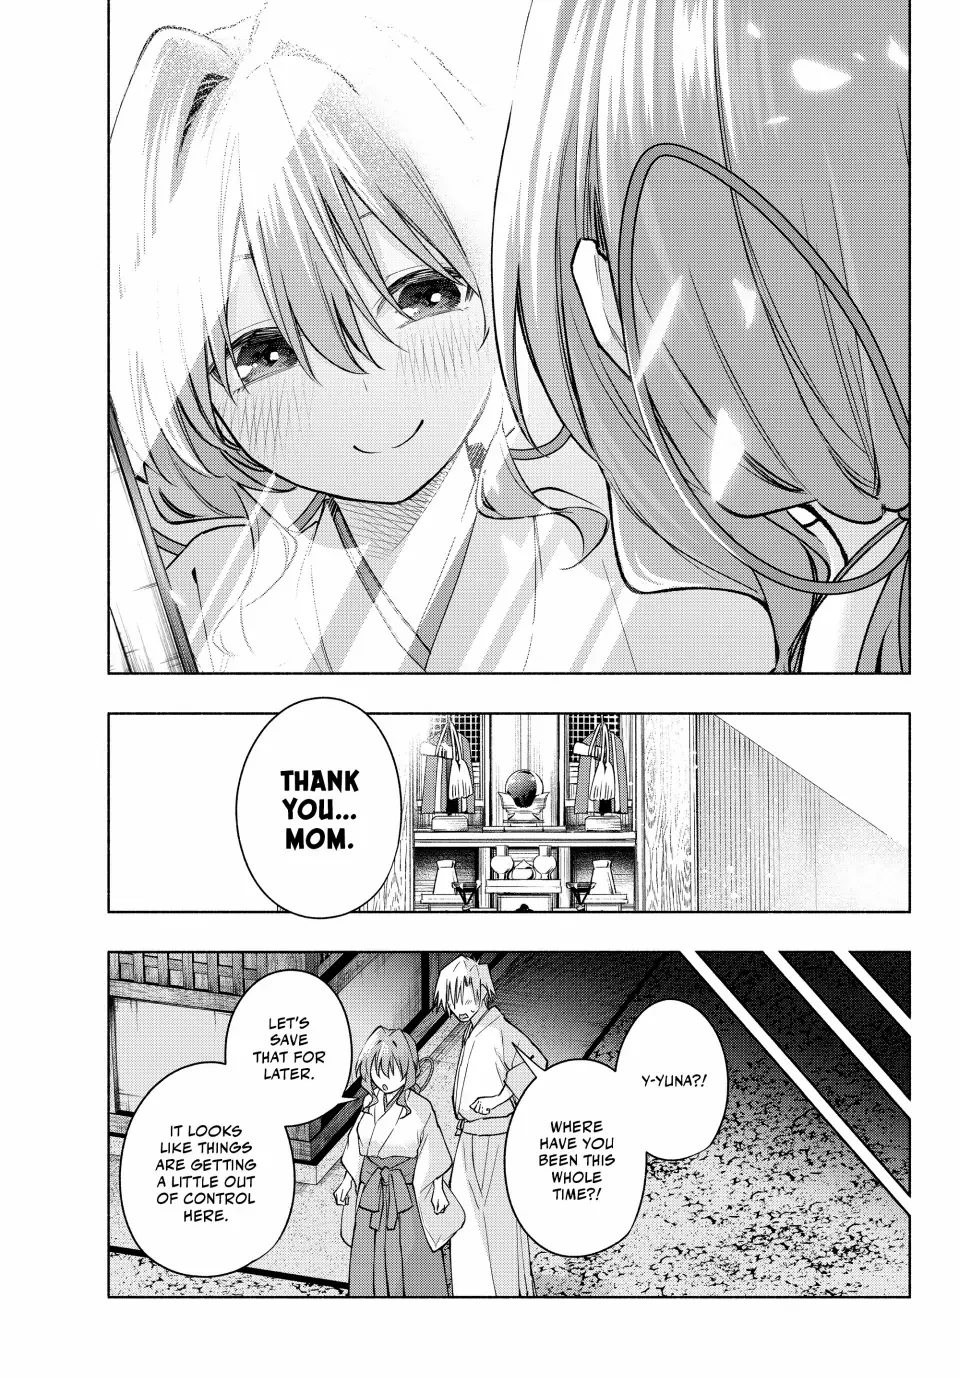 THANK
YOU...
MOM.
Y-YUNA?!
WHERE
HAVE YOU
BEEN THIS
WHOLE
TIME?!
LET'S
SAVE
THAT FOR
LATER.
IT LOOKS
LIKE THINGS
ARE GETTING
A LITTLE OUT
OF CONTROL
HERE.